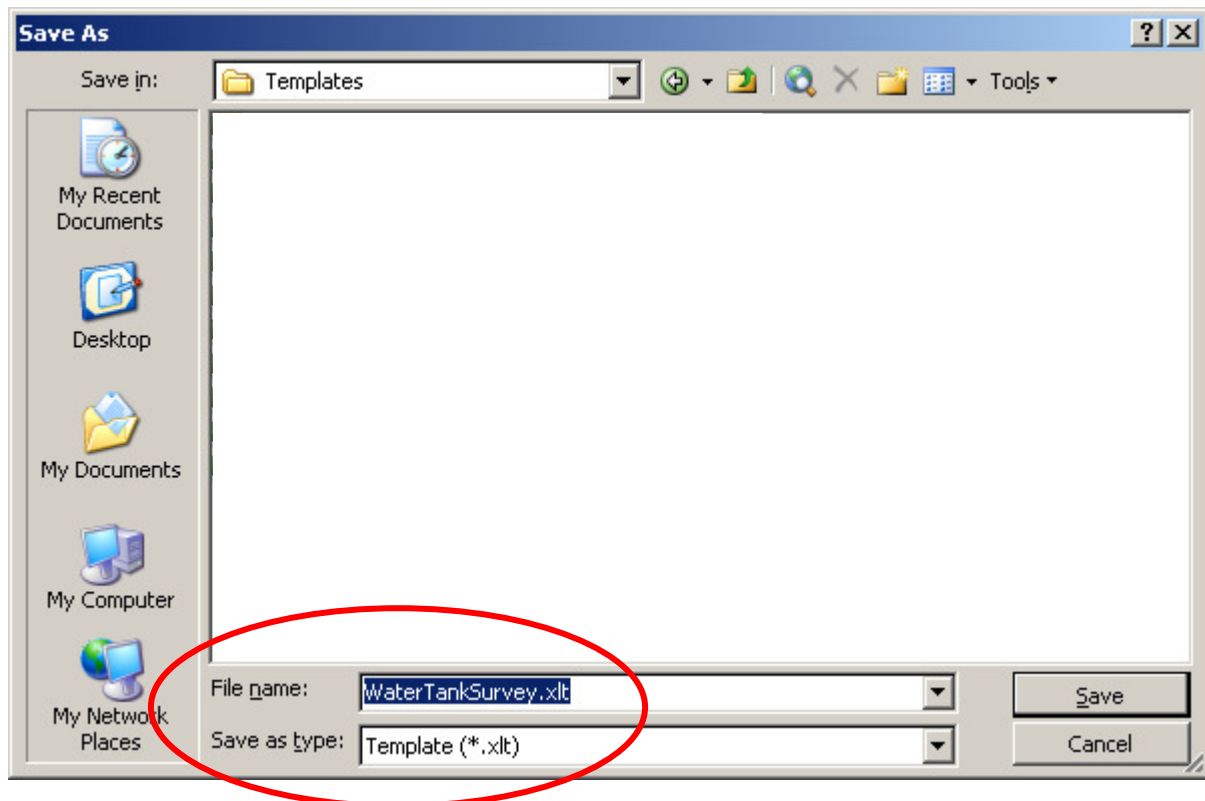 Save As
Save in:
Templates
Tools
My Recent
Documents
Desktop
My Documents
My Computer
My Network
Places
File name:
WaterTankSurvey.xlt
Save
Save as type:
Template (*.xlt)
Cancel